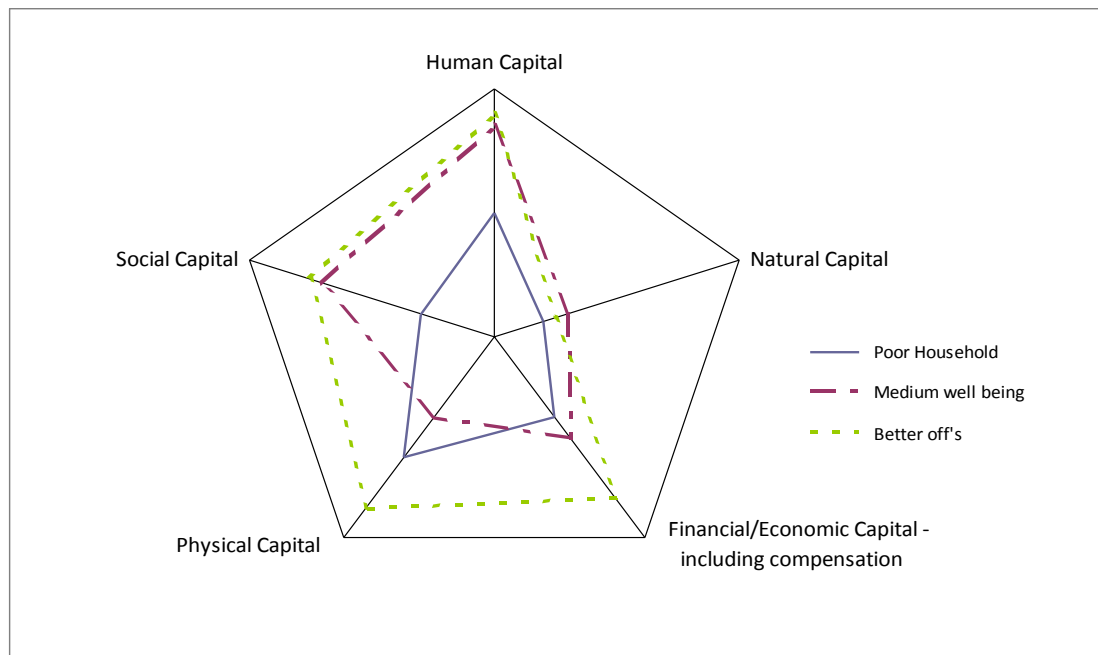 Human Capital
Social Capital
Natural Capital
Poor Household
Medium well being
Better off's
Physical Capital
Financial/Economic Capital -
including compensation